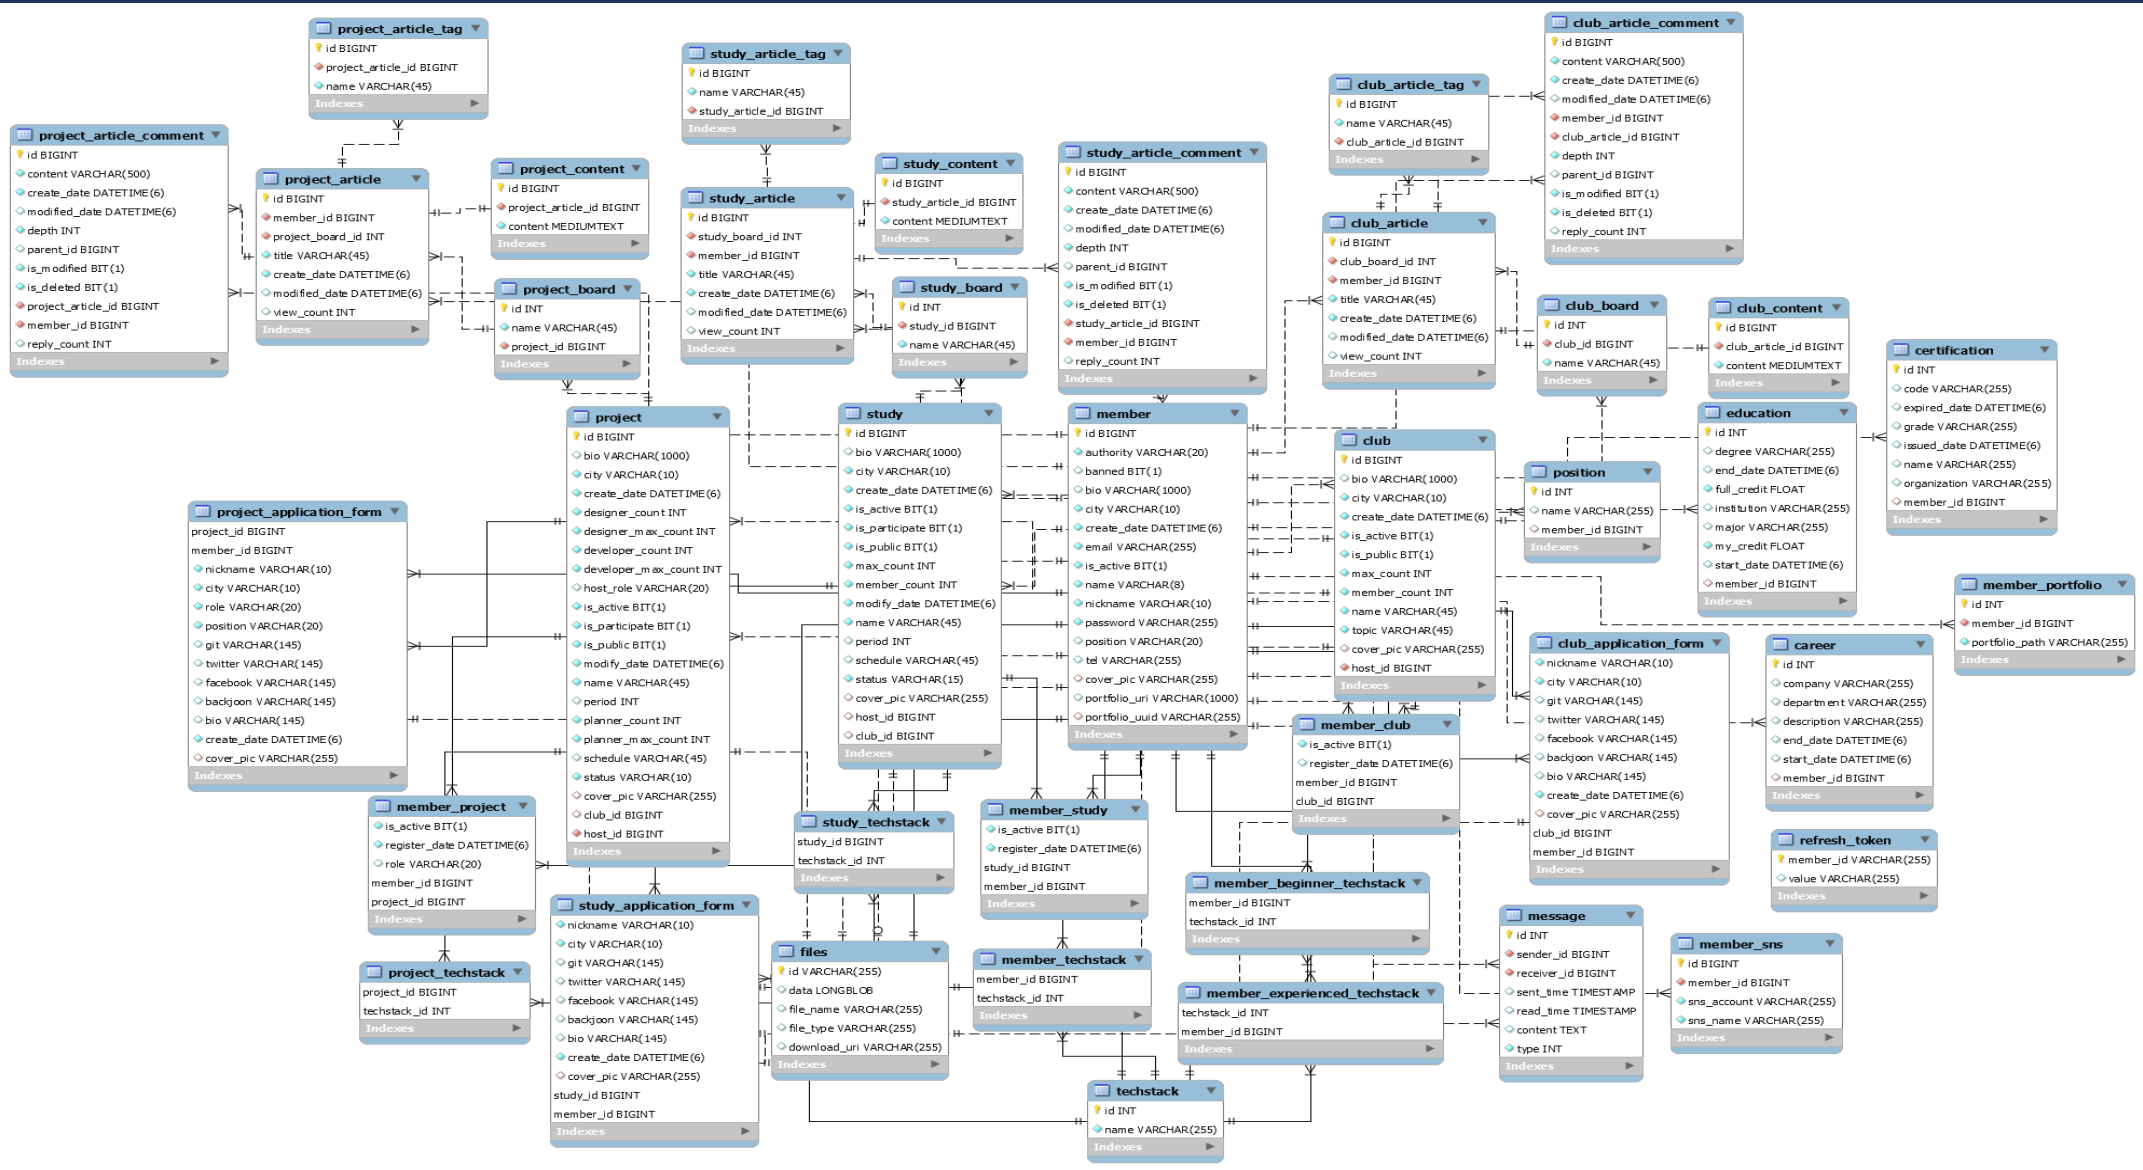 project_article_tag
id BIGINT
project_article_id BIGINT
name VARCHAR(45)
Indexes
study_article_tag
id BIGINT
name VARCHAR(45)
study_article_id BIGINT
Indexes
club_article_comment
id BIGINT
content VARCHAR(500)
create_date DATETIME(6)
modified_date DATETIME(6)
member_id BIGINT
club_article_id BIGINT
depth INT
parent_id BIGINT
is_modified BIT(1)
is_deleted BIT(1)
reply_count INT
Indexes
club_article_tag
id BIGINT
name VARCHAR(45)
club_article_id BIGINT
Indexes
project_article_comment
id BIGINT
content VARCHAR(500)
create_date DATETIME(6)
modified_date DATETIME(6)
depth INT
parent_id BIGINT
is_modified BIT(1)
is_deleted BIT(1)
project_article_id BIGINT
member_id BIGINT
reply_count INT
Indexes
project_article
id BIGINT
member_id BIGINT
project_board_id INT
title VARCHAR(45)
create_date DATETIME(6)
modified_date DATETIME(6)
view_count INT
Indexes
project_content
id BIGINT
project_article_id BIGINT
content MEDIUMTEXT
Indexes
study_article
id BIGINT
study_board_id INT
member_id BIGINT
title VARCHAR(45)
create_date DATETIME(6)
modified_date DATETIME(6)
view_count INT
Indexes
study_content
id BIGINT
study_article_id BIGINT
content MEDIUMTEXT
Indexes
study_article_comment
id BIGINT
content VARCHAR(500)
create_date DATETIME(6)
modified_date DATETIME(6)
depth INT
parent_id BIGINT
is_modified BIT(1)
is_deleted BIT(1)
study_article_id BIGINT
member_id BIGINT
reply_count INT
Indexes
club_article
id BIGINT
club_board_id INT
member_id BIGINT
title VARCHAR(45)
create_date DATETIME(6)
modified_date DATETIME(6)
view_count INT
Indexes
project_board
id INT
name VARCHAR(45)
project_id BIGINT
Indexes
study_board
id INT
study_id BIGINT
name VARCHAR(45)
Indexes
club_board
id INT
club_id BIGINT
name VARCHAR(45)
Indexes
club_content
id BIGINT
club_article_id BIGINT
content MEDIUMTEXT
Indexes
certification
id INT
code VARCHAR(255)
expired_date DATETIME(6)
grade VARCHAR(255)
issued_date DATETIME(6)
name VARCHAR(255)
organization VARCHAR(255)
member_id BIGINT
Indexes
project
id BIGINT
bio VARCHAR(1000)
city VARCHAR(10)
create_date DATETIME(6)
designer_count INT
designer_max_count INT
developer_count INT
developer_max_count INT
host_role VARCHAR(20)
is_active BIT(1)
is_participate BIT(1)
is_public BIT(1)
modify_date DATETIME(6)
name VARCHAR(45)
period INT
planner_count INT
planner_max_count INT
schedule VARCHAR(45)
status VARCHAR(10)
cover_pic VARCHAR(255)
club_id BIGINT
host_id BIGINT
Indexes
study
id BIGINT
bio VARCHAR(1000)
city VARCHAR(10)
create_date DATETIME(6)
is_active BIT(1)
is_participate BIT(1)
is_public BIT(1)
max_count INT
member_count INT
modify_date DATETIME(6)
name VARCHAR(45)
period INT
schedule VARCHAR(45)
status VARCHAR(15)
cover_pic VARCHAR(255)
host_id BIGINT
club_id BIGINT
Indexes
member
id BIGINT
authority VARCHAR(20)
banned BIT(1)
bio VARCHAR(1000)
city VARCHAR(10)
create_date DATETIME(6)
email VARCHAR(255)
is_active BIT(1)
name VARCHAR(8)
nickname VARCHAR(10)
password VARCHAR(255)
position VARCHAR(20)
tel VARCHAR(255)
cover_pic VARCHAR(255)
portfolio_uri VARCHAR(1000)
portfolio_uuid VARCHAR(255)
Indexes
club
id BIGINT
bio VARCHAR(1000)
city VARCHAR(10)
create_date DATETIME(6)
is_active BIT(1)
is_public BIT(1)
max_count INT
member_count INT
name VARCHAR(45)
topic VARCHAR(45)
cover_pic VARCHAR(255)
host_id BIGINT
Indexes
position
id INT
name VARCHAR(255)
member_id BIGINT
Indexes
education
id INT
degree VARCHAR(255)
end_date DATETIME(6)
full_credit FLOAT
institution VARCHAR(255)
major VARCHAR(255)
my_credit FLOAT
start_date DATETIME(6)
member_id BIGINT
Indexes
project_application_form
project_id BIGINT
member_id BIGINT
nickname VARCHAR(10)
city VARCHAR(10)
role VARCHAR(20)
position VARCHAR(20)
git VARCHAR(145)
twitter VARCHAR(145)
facebook VARCHAR(145)
backjoon VARCHAR(145)
bio VARCHAR(145)
create_date DATETIME(6)
cover_pic VARCHAR(255)
Indexes
member_portfolio
id INT
member_id BIGINT
portfolio_path VARCHAR(255)
Indexes
club_application_form
nickname VARCHAR(10)
city VARCHAR(10)
git VARCHAR(145)
twitter VARCHAR(145)
facebook VARCHAR(145)
backjoon VARCHAR(145)
bio VARCHAR(145)
create_date DATETIME(6)
cover_pic VARCHAR(255)
club_id BIGINT
member_id BIGINT
Indexes
career
id INT
company VARCHAR(255)
department VARCHAR(255)
description VARCHAR(255)
end_date DATETIME(6)
start_date DATETIME(6)
member_id BIGINT
Indexes
member_club
is_active BIT(1)
register_date DATETIME(6)
member_id BIGINT
club_id BIGINT
Indexes
member_project
is_active BIT(1)
register_date DATETIME(6)
role VARCHAR(20)
member_id BIGINT
project_id BIGINT
Indexes
study_techstack
study_id BIGINT
techstack_id INT
Indexes
member_study
is_active BIT(1)
register_date DATETIME(6)
study_id BIGINT
member_id BIGINT
Indexes
refresh_token
member_id VARCHAR(255)
value VARCHAR(255)
Indexes
member_beginner_techstack
member_id BIGINT
techstack_id INT
Indexes
study_application_form
nickname VARCHAR(10)
city VARCHAR(10)
git VARCHAR(145)
twitter VARCHAR(145)
facebook VARCHAR(145)
backjoon VARCHAR(145)
bio VARCHAR(145)
create_date DATETIME(6)
cover_pic VARCHAR(255)
study_id BIGINT
member_id BIGINT
Indexes
message
id INT
sender_id BIGINT
receiver_id BIGINT
sent_time TIMESTAMP
read_time TIMESTAMP
content TEXT
type INT
Indexes
member_sns
id BIGINT
member_id BIGINT
sns_account VARCHAR(255)
sns_name VARCHAR(255)
Indexes
files
id VARCHAR(255)
data LONGBLOB
file_name VARCHAR(255)
file_type VARCHAR(255)
download_uri VARCHAR(255)
Indexes
member_techstack
member_id BIGINT
techstack_id INT
Indexes
project_techstack
project_id BIGINT
techstack_id INT
Indexes
member_experienced_techstack
techstack_id INT
member_id BIGINT
Indexes
techstack
id INT
name VARCHAR(255)
Indexes